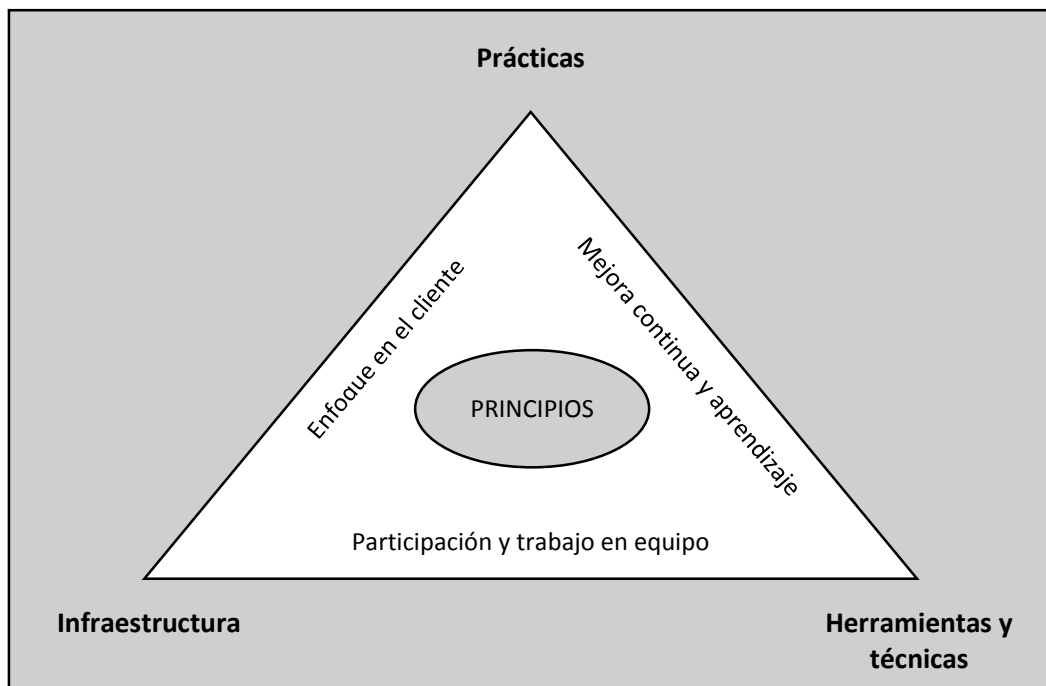 Prácticas
Enfoque en el cliente
Mejora continua y aprendizaje
PRINCIPIOS
Participación y trabajo en equipo
Infraestructura
Herramientas y
técnicas